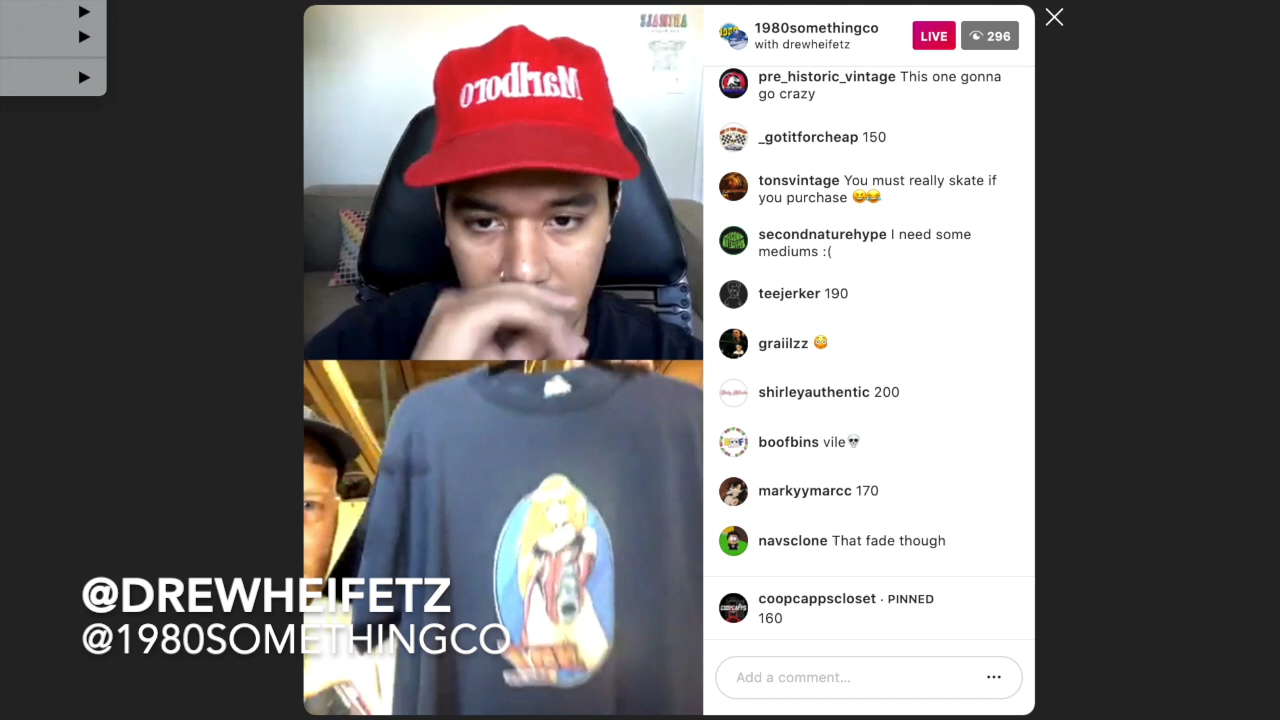 Marlboro
1980somethingco
with drewheifetz
LIVE
296
pre_historic_vintage This one gonna
go crazy
_gotitforcheap 150
tonsvintage You must really skate if
you purchase 😆😂
secondnaturehype I need some
mediums :(
teejerker 190
graiilzz 😳
shirleyauthentic 200
boofbins vile💀
markyymarcc 170
navsclone That fade though
coopcappscloset · PINNED
160
Add a comment...
@DREWHEIFETZ
@1980SOMETHINGCO